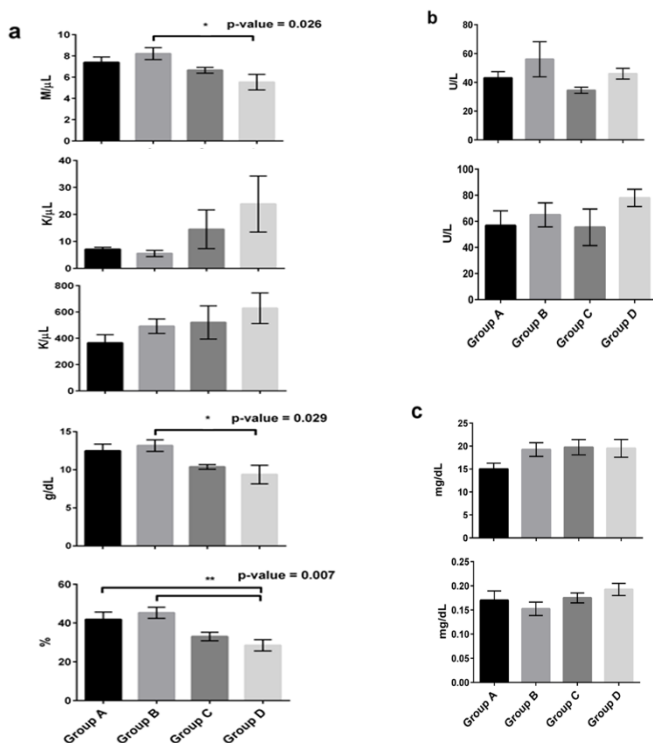 a
* p-value = 0.026
M/µL
10
8
6
4
2
0
K/µL
40
30
20
10
0
K/µL
800
600
400
200
0
* p-value = 0.029
g/dL
15
10
5
0
** p-value = 0.007
%
60
40
20
0
Group A
Group B
Group C
Group D
b
U/L
80
60
40
20
0
U/L
100
80
60
40
20
0
Group A
Group B
Group C
Group D
c
mg/dL
25
20
15
10
5
0
mg/dL
0.25
0.20
0.15
0.10
0.05
0.00
Group A
Group B
Group C
Group D